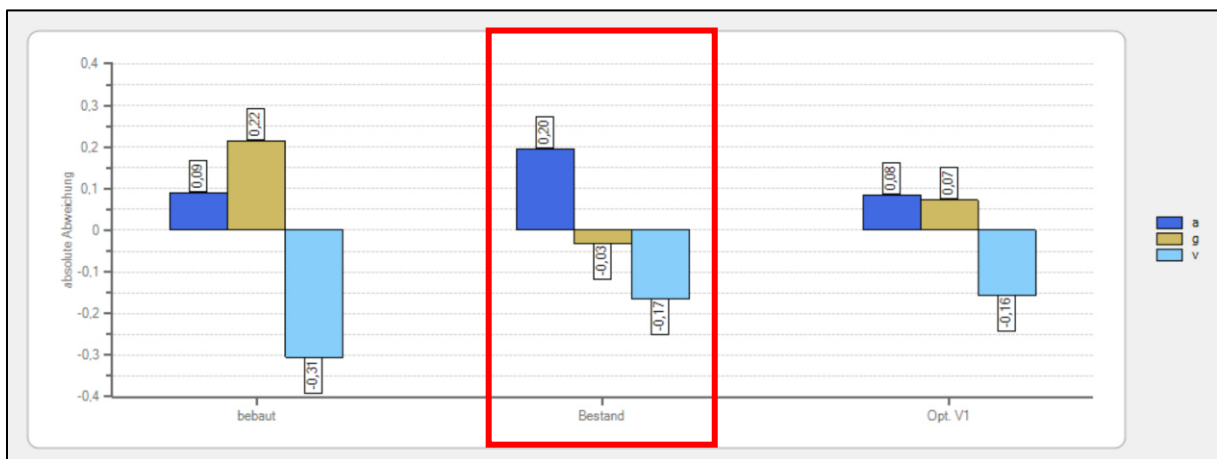 absolute Abweichung
0,4
0,3
0,2
0,1
0
-0,1
-0,2
-0,3
-0,4
0,09
0,22
-0,31
0,20
-0,03
-0,17
0,08
0,07
-0,16
bebaut
Bestand
Opt. V1
a
g
v